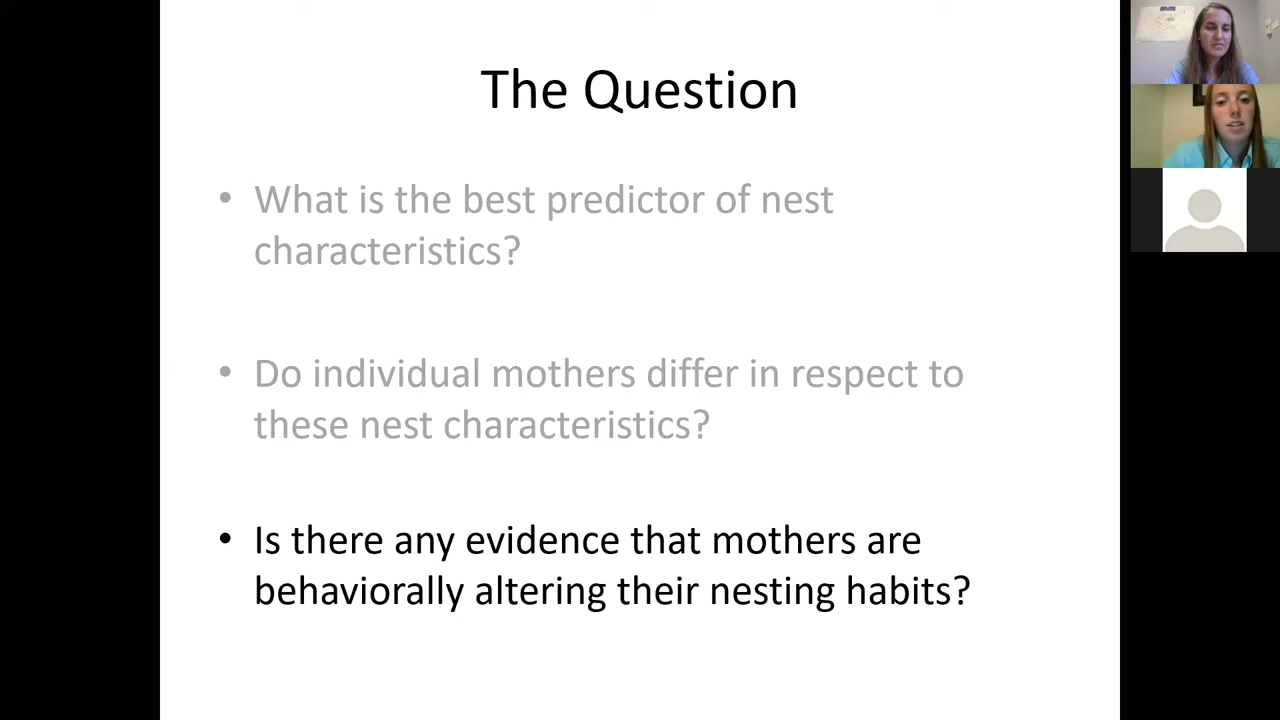 The Question
• What is the best predictor of nest
characteristics?
• Do individual mothers differ in respect to
these nest characteristics?
• Is there any evidence that mothers are
behaviorally altering their nesting habits?